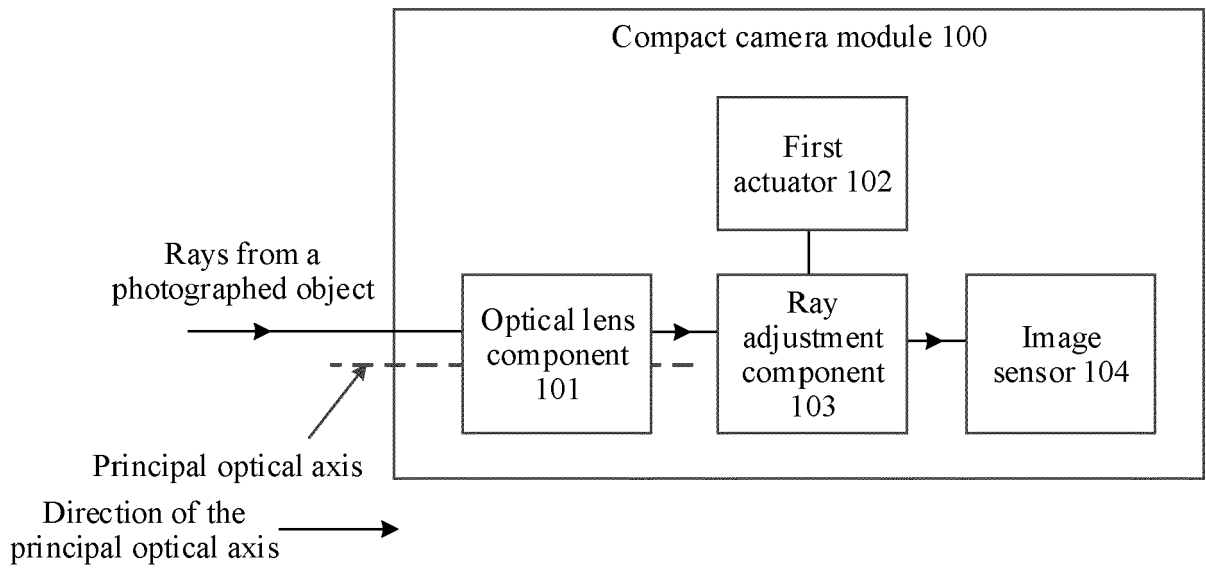 Compact camera module 100
First
actuator 102
Rays from a
photographed object
Optical lens
component
101
Ray
adjustment
component
103
Image
sensor 104
Principal optical axis
Direction of the
principal optical axis